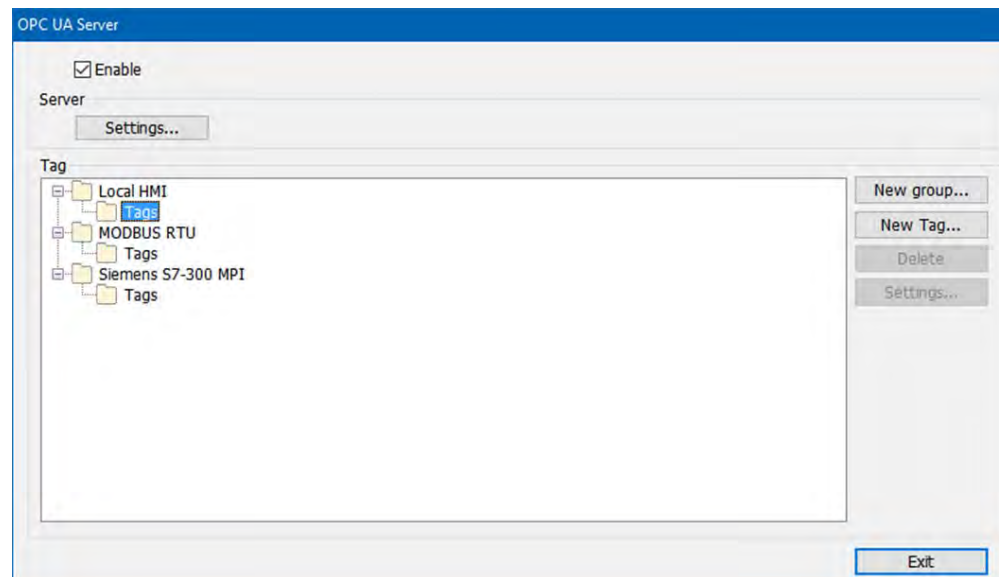 OPC UA Server
Enable
Server
Settings...
Tag
Local HMI
Tags
MODBUS RTU
Tags
Siemens S7-300 MPI
Tags
New group...
New Tag...
Delete
Settings...
Exit